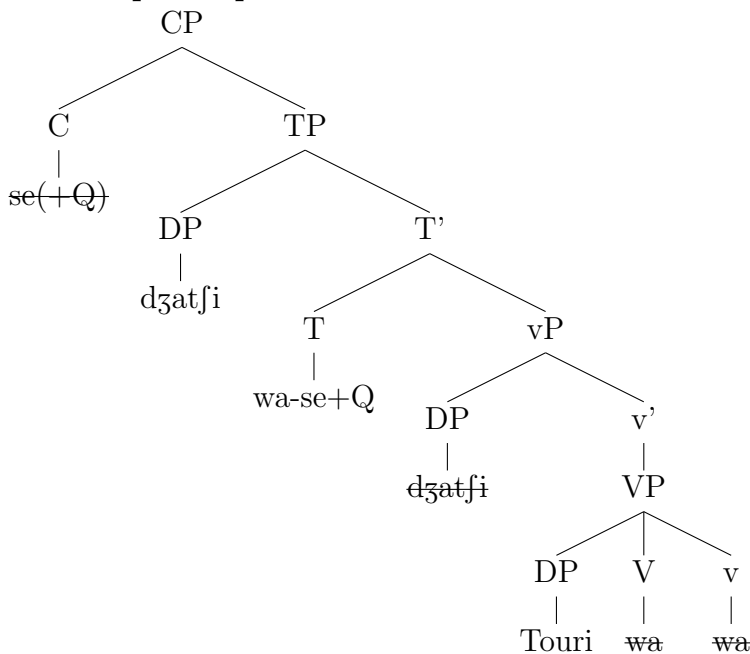 CP
C TP
se(+Q)
DP T'
dʒatʃi
T vP
wa-se+Q
DP v'
dʒatʃi
VP
DP V v
Touri wa wa